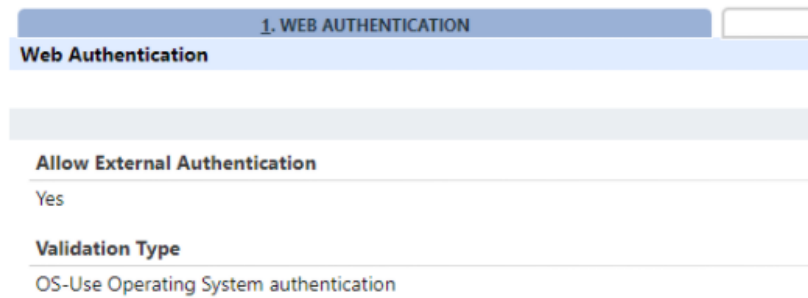 1. WEB AUTHENTICATION
Web Authentication
Allow External Authentication
Yes
Validation Type
OS-Use Operating System authentication